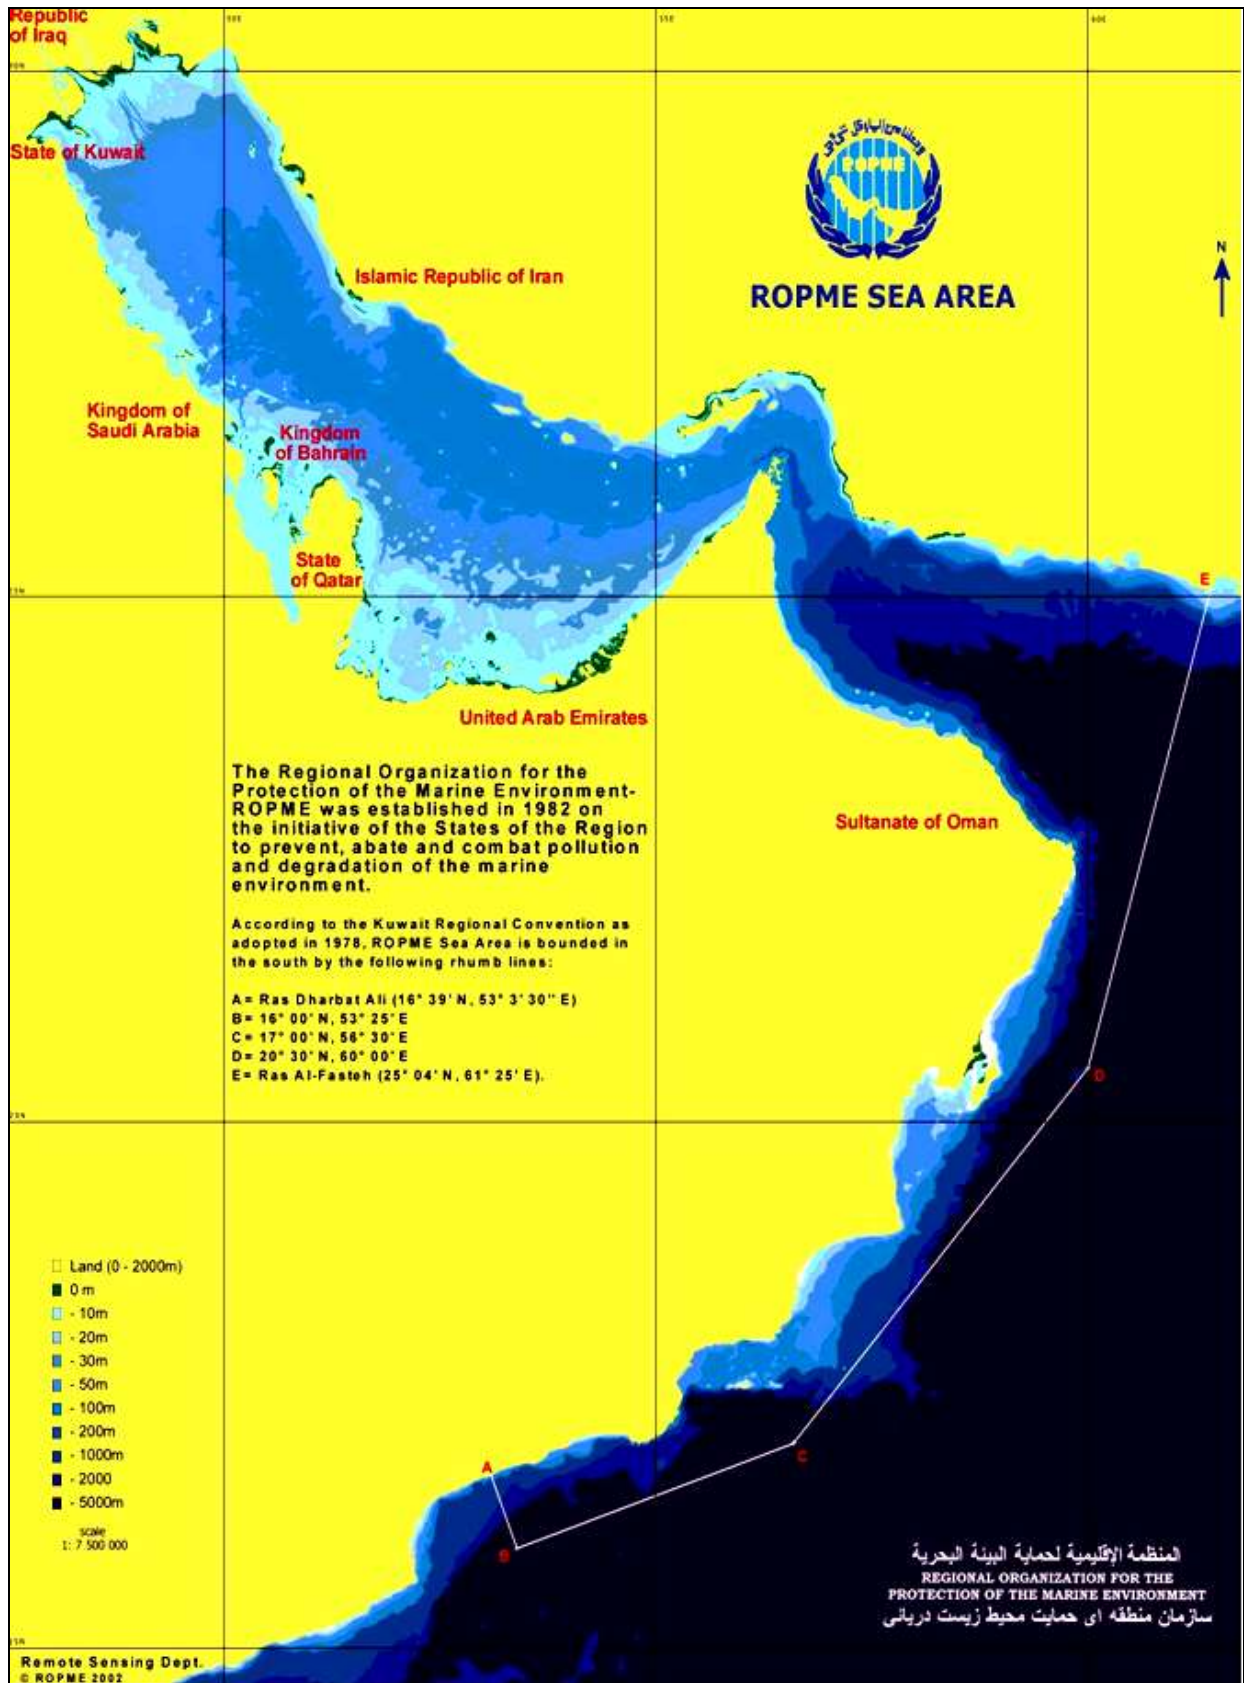 Republic
of Iraq
50E
55E
60E
30N
State of Kuwait
ROPME
N
Islamic Republic of Iran
ROPME SEA AREA
Kingdom of
Saudi Arabia
Kingdom
of Bahrain
State
of Qatar
25N
E
United Arab Emirates
The Regional Organization for the
Protection of the Marine Environment-
ROPME was established in 1982 on
the initiative of the States of the Region
to prevent, abate and combat pollution
and degradation of the marine
environment.
Sultanate of Oman
According to the Kuwait Regional Convention as
adopted in 1978, ROPME Sea Area is bounded in
the south by the following rhumb lines:
A= Ras Dharbat Ali (16° 39' N, 53° 3' 30" E)
B= 16° 00' N, 53° 25' E
C= 17° 00' N, 56° 30' E
D= 20° 30' N, 60° 00' E
E= Ras Al-Fasteh (25° 04' N, 61° 25' E).
D
20N
Land (0 - 2000m)
0 m
- 10m
- 20m
- 30m
- 50m
- 100m
- 200m
- 1000m
- 2000
- 5000m
scale
1: 7 500 000
A
C
B
المنظمة الإقليمية لحماية البيئة البحرية
REGIONAL ORGANIZATION FOR THE
PROTECTION OF THE MARINE ENVIRONMENT
سازمان منطقه ای حمایت محیط زیست دریائی
15N
Remote Sensing Dept.
© ROPME 2002